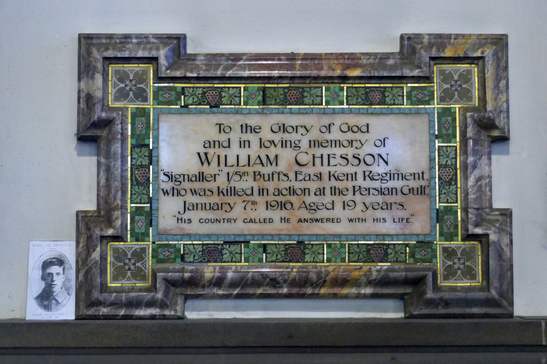 To the Glory of God
and in loving memory of
WILLIAM CHESSON
"Signaller" 1/5th Buffs, East Kent Regiment,
who was killed in action at the Persian Gulf.
January 7th 1916. Aged 19 years.
"HIS COUNTRY CALLED, HE ANSWERED WITH HIS LIFE."